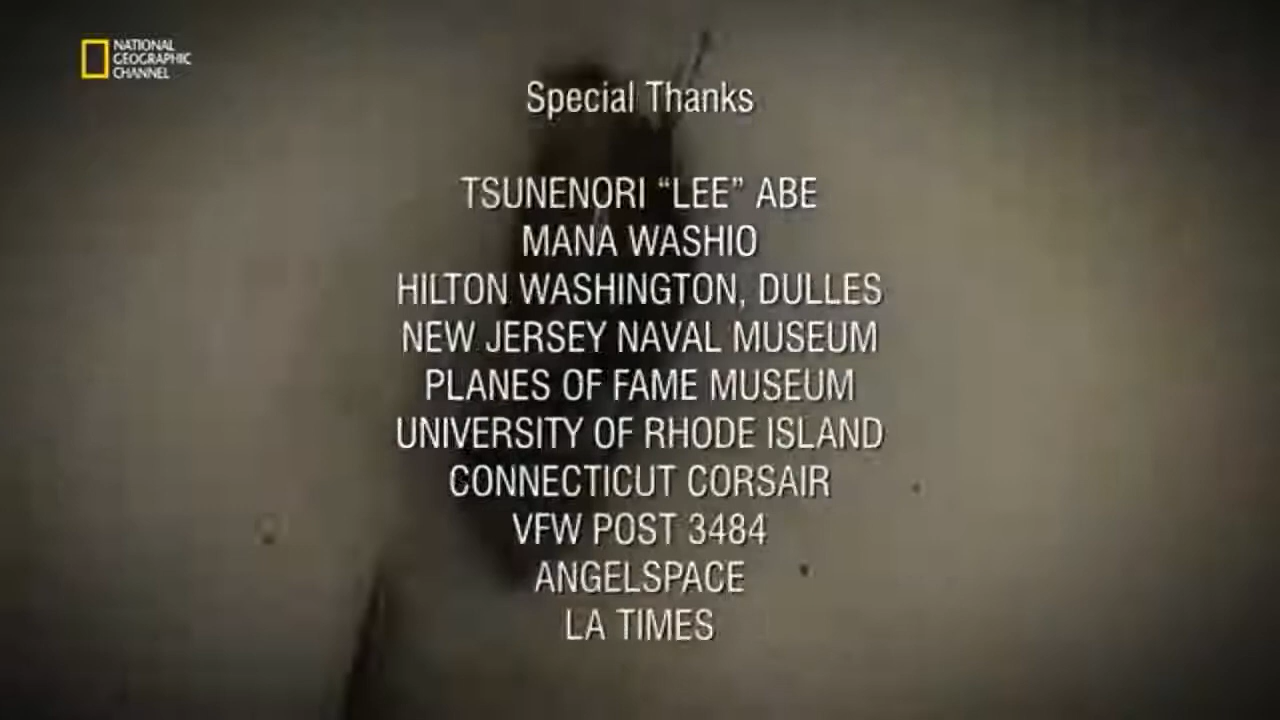 NATIONAL
GEOGRAPHIC
CHANNEL
Special Thanks
TSUNENORI “LEE” ABE
MANA WASHIO
HILTON WASHINGTON, DULLES
NEW JERSEY NAVAL MUSEUM
PLANES OF FAME MUSEUM
UNIVERSITY OF RHODE ISLAND
CONNECTICUT CORSAIR
VFW POST 3484
ANGELSPACE
LA TIMES